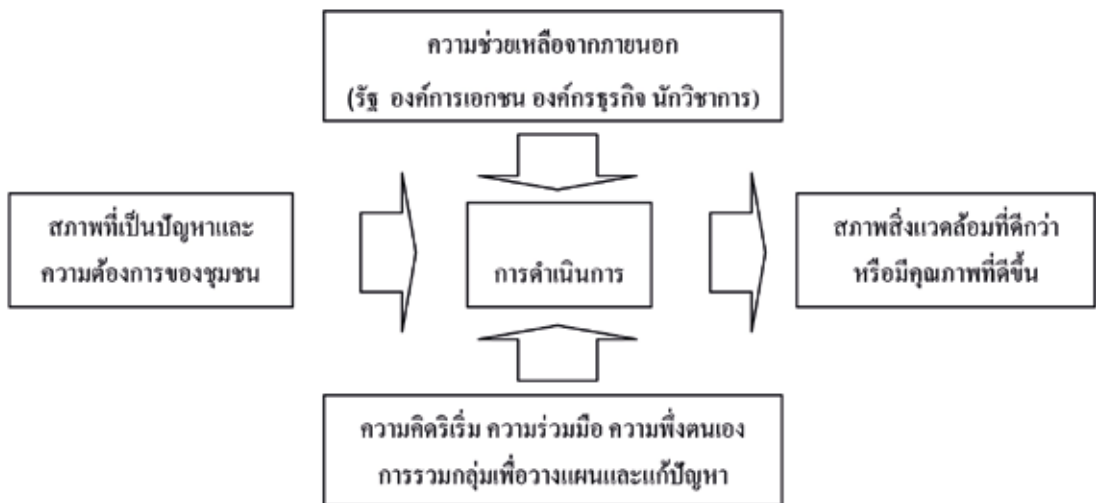 ความช่วยเหลือจากภายนอก
(รัฐ องค์การเอกชน องค์กรธุรกิจ นักวิชาการ)
สภาพที่เป็นปัญหาและ
ความต้องการของชุมชน
การดำเนินการ
สภาพสิ่งแวดล้อมที่ดีกว่า
หรือมีคุณภาพที่ดีขึ้น
ความคิดริเริ่ม ความร่วมมือ ความพึ่งตนเอง
การรวมกลุ่มเพื่อวางแผนและแก้ปัญหา